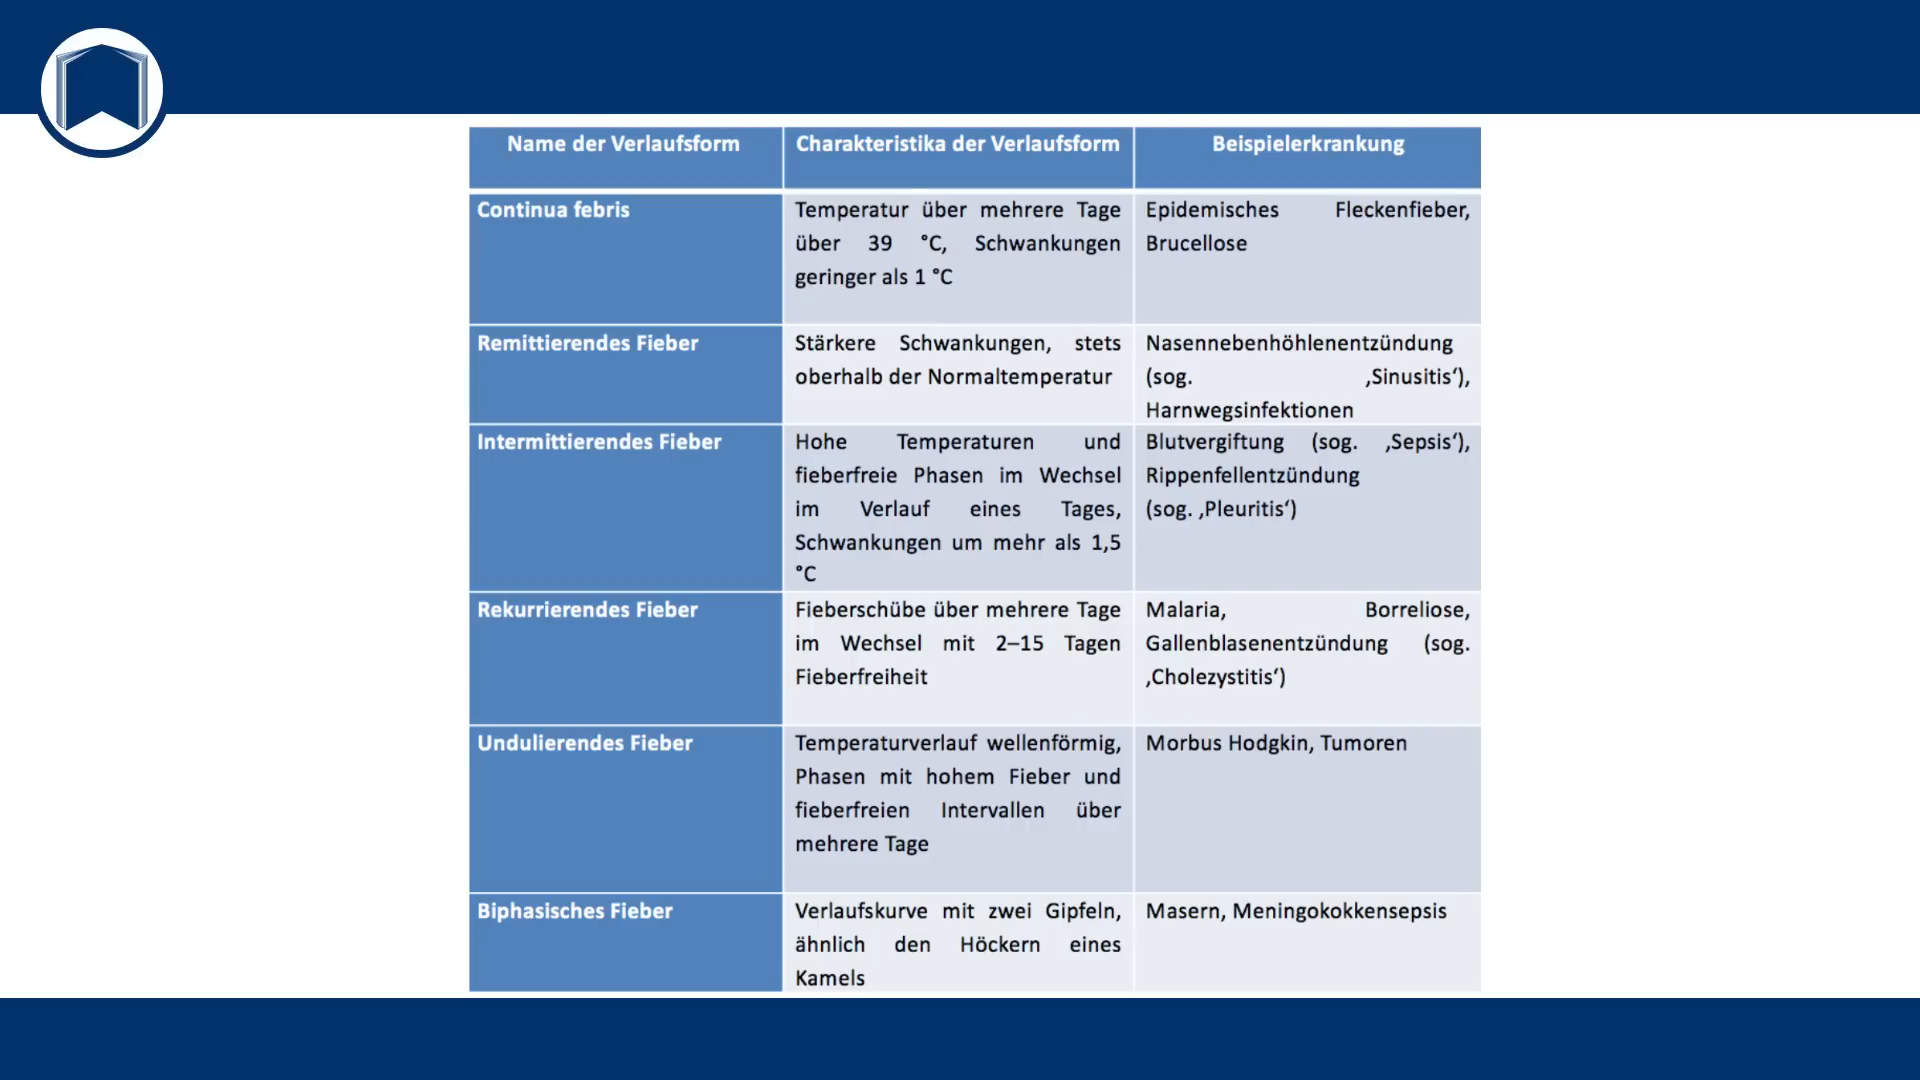 Name der Verlaufsform
Charakteristika der Verlaufsform
Beispielerkrankung
Continua febris
Temperatur über mehrere Tage
über 39 °C, Schwankungen
geringer als 1 °C
Epidemisches Fleckenfieber,
Brucellose
Remittierendes Fieber
Stärkere Schwankungen, stets
oberhalb der Normaltemperatur
Nasennebenhöhlenentzündung
(sog. ‚Sinusitis‘),
Harnwegsinfektionen
Intermittierendes Fieber
Hohe Temperaturen und
fieberfreie Phasen im Wechsel
im Verlauf eines Tages,
Schwankungen um mehr als 1,5
°C
Blutvergiftung (sog. ‚Sepsis‘),
Rippenfellentzündung
(sog. ‚Pleuritis‘)
Rekurrierendes Fieber
Fieberschübe über mehrere Tage
im Wechsel mit 2–15 Tagen
Fieberfreiheit
Malaria, Borreliose,
Gallenblasenentzündung (sog.
‚Cholezystitis‘)
Undulierendes Fieber
Temperaturverlauf wellenförmig,
Phasen mit hohem Fieber und
fieberfreien Intervallen über
mehrere Tage
Morbus Hodgkin, Tumoren
Biphasisches Fieber
Verlaufskurve mit zwei Gipfeln,
ähnlich den Höckern eines
Kamels
Masern, Meningokokkensepsis